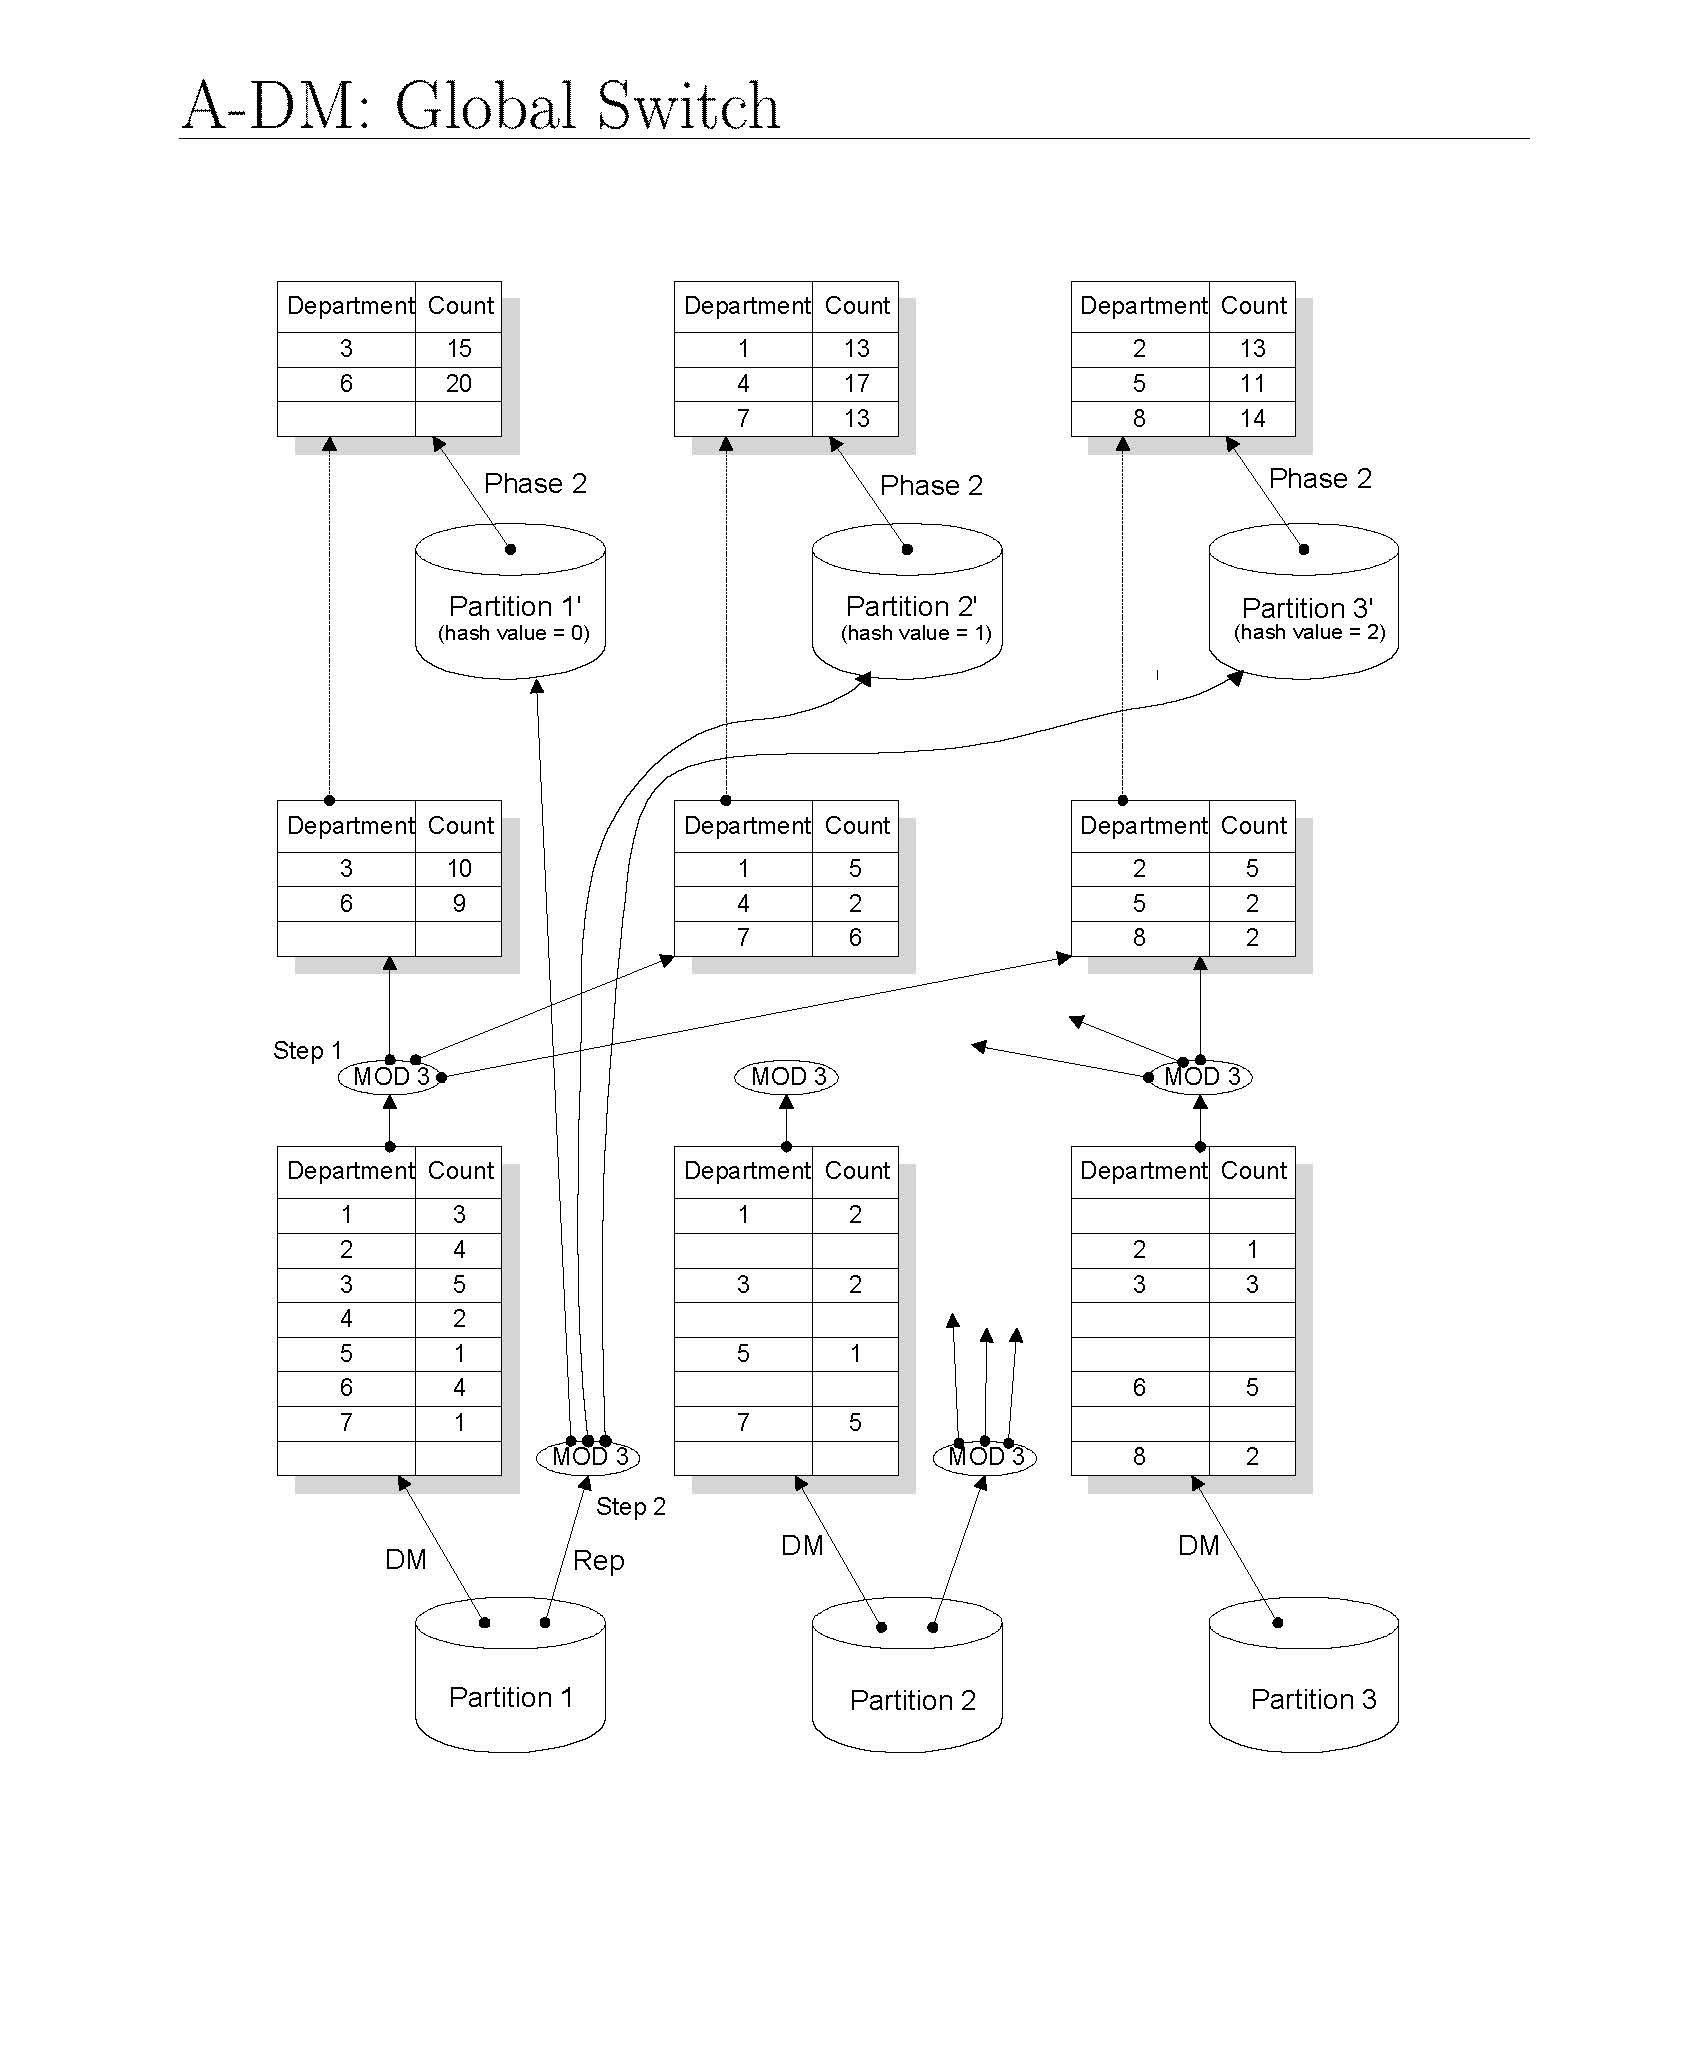 A-DM: Global Switch
Department Count Department Count Department Count
3 15 1 13 2 13
6 20 4 17 5 11
7 13 8 14
Phase 2 Phase 2 Phase 2
Partition 1' Partition 2' Partition 3'
(hash value = 0) (hash value = 1) (hash value = 2)
Department Count Department Count Department Count
3 10 1 5 2 5
6 9 4 2 5 2
7 6 8 2
Step 1
MOD 3 MOD 3 MOD 3
Department Count Department Count Department Count
1 3 1 2
2 4 2 1
3 5 3 2 3 3
4 2
5 1 5 1
6 4 6 5
7 1 7 5
MOD 3 MOD 3 8 2
Step 2
DM Rep DM DM
Partition 1 Partition 2 Partition 3